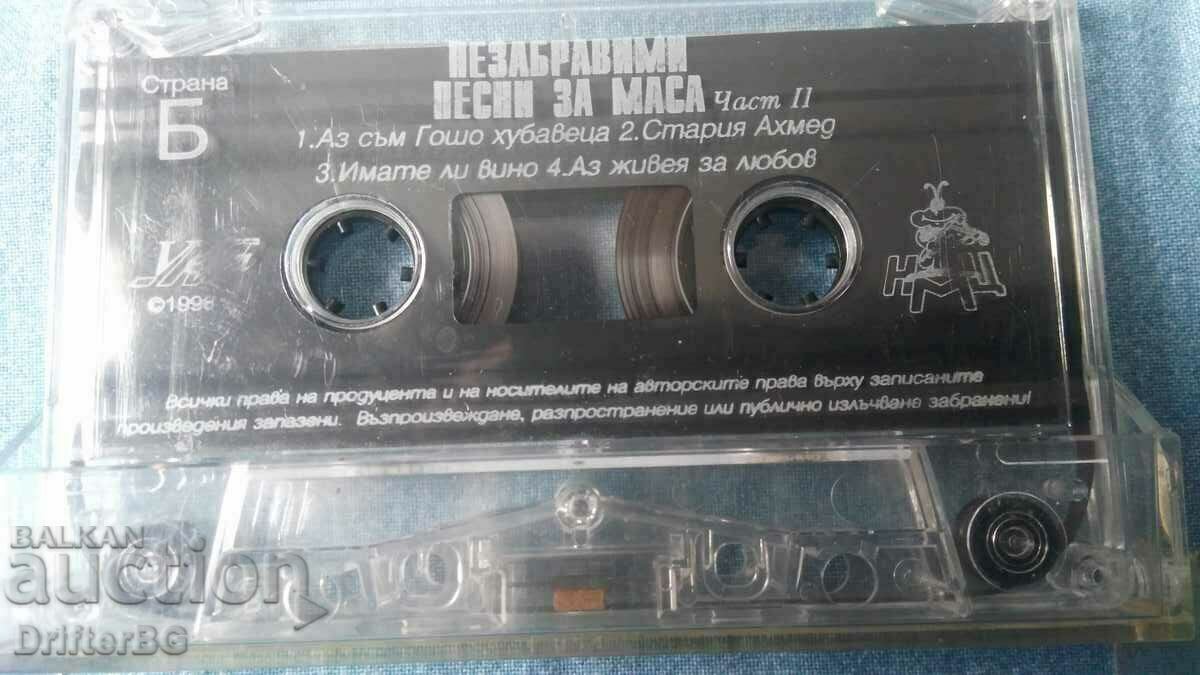 НЕЗАБРАВИМИ
ПЕСНИ ЗА МАСА Част II
Страна
Б
1.Аз съм Гошо хубавеца 2.Стария Ахмед
3.Имате ли вино 4.Аз живея за любов
Всички права на продуцента и на носителите на авторските права върху записаните
произведения запазени. Възпроизвеждане, разпространение или публично излъчване забранени!
BALKAN
auction
DrifterBG